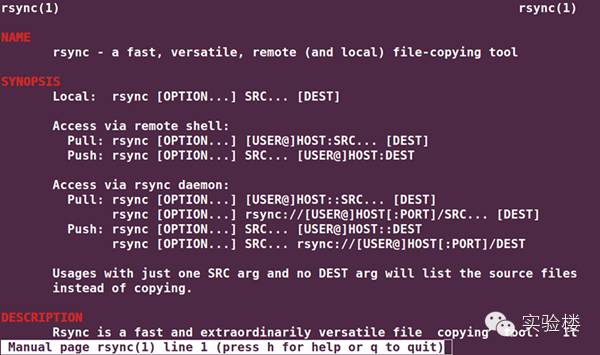 rsync(1) rsync(1)
NAME
rsync - a fast, versatile, remote (and local) file-copying tool
SYNOPSIS
Local: rsync [OPTION...] SRC... [DEST]
Access via remote shell:
Pull: rsync [OPTION...] [USER@]HOST:SRC... [DEST]
Push: rsync [OPTION...] SRC... [USER@]HOST:DEST
Access via rsync daemon:
Pull: rsync [OPTION...] [USER@]HOST::SRC... [DEST]
rsync [OPTION...] rsync://[USER@]HOST[:PORT]/SRC... [DEST]
Push: rsync [OPTION...] SRC... [USER@]HOST::DEST
rsync [OPTION...] SRC... rsync://[USER@]HOST[:PORT]/DEST
Usages with just one SRC arg and no DEST arg will list the source files
instead of copying.
DESCRIPTION
Rsync is a fast and extraordinarily versatile file copying tool. It
Manual page rsync(1) line 1 (press h for help or q to quit)
实验楼